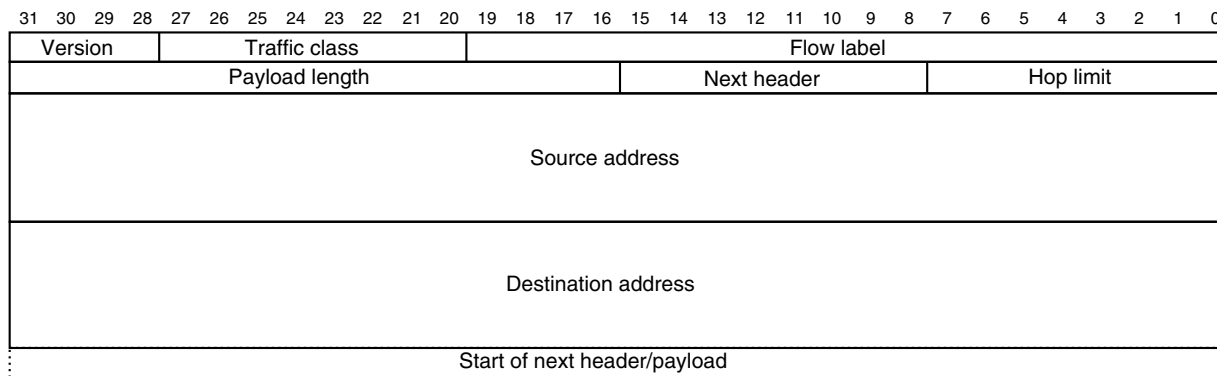 31 30 29 28 27 26 25 24 23 22 21 20 19 18 17 16 15 14 13 12 11 10 9 8 7 6 5 4 3 2 1 0
Version Traffic class Flow label
Payload length Next header Hop limit
Source address
Destination address
Start of next header/payload